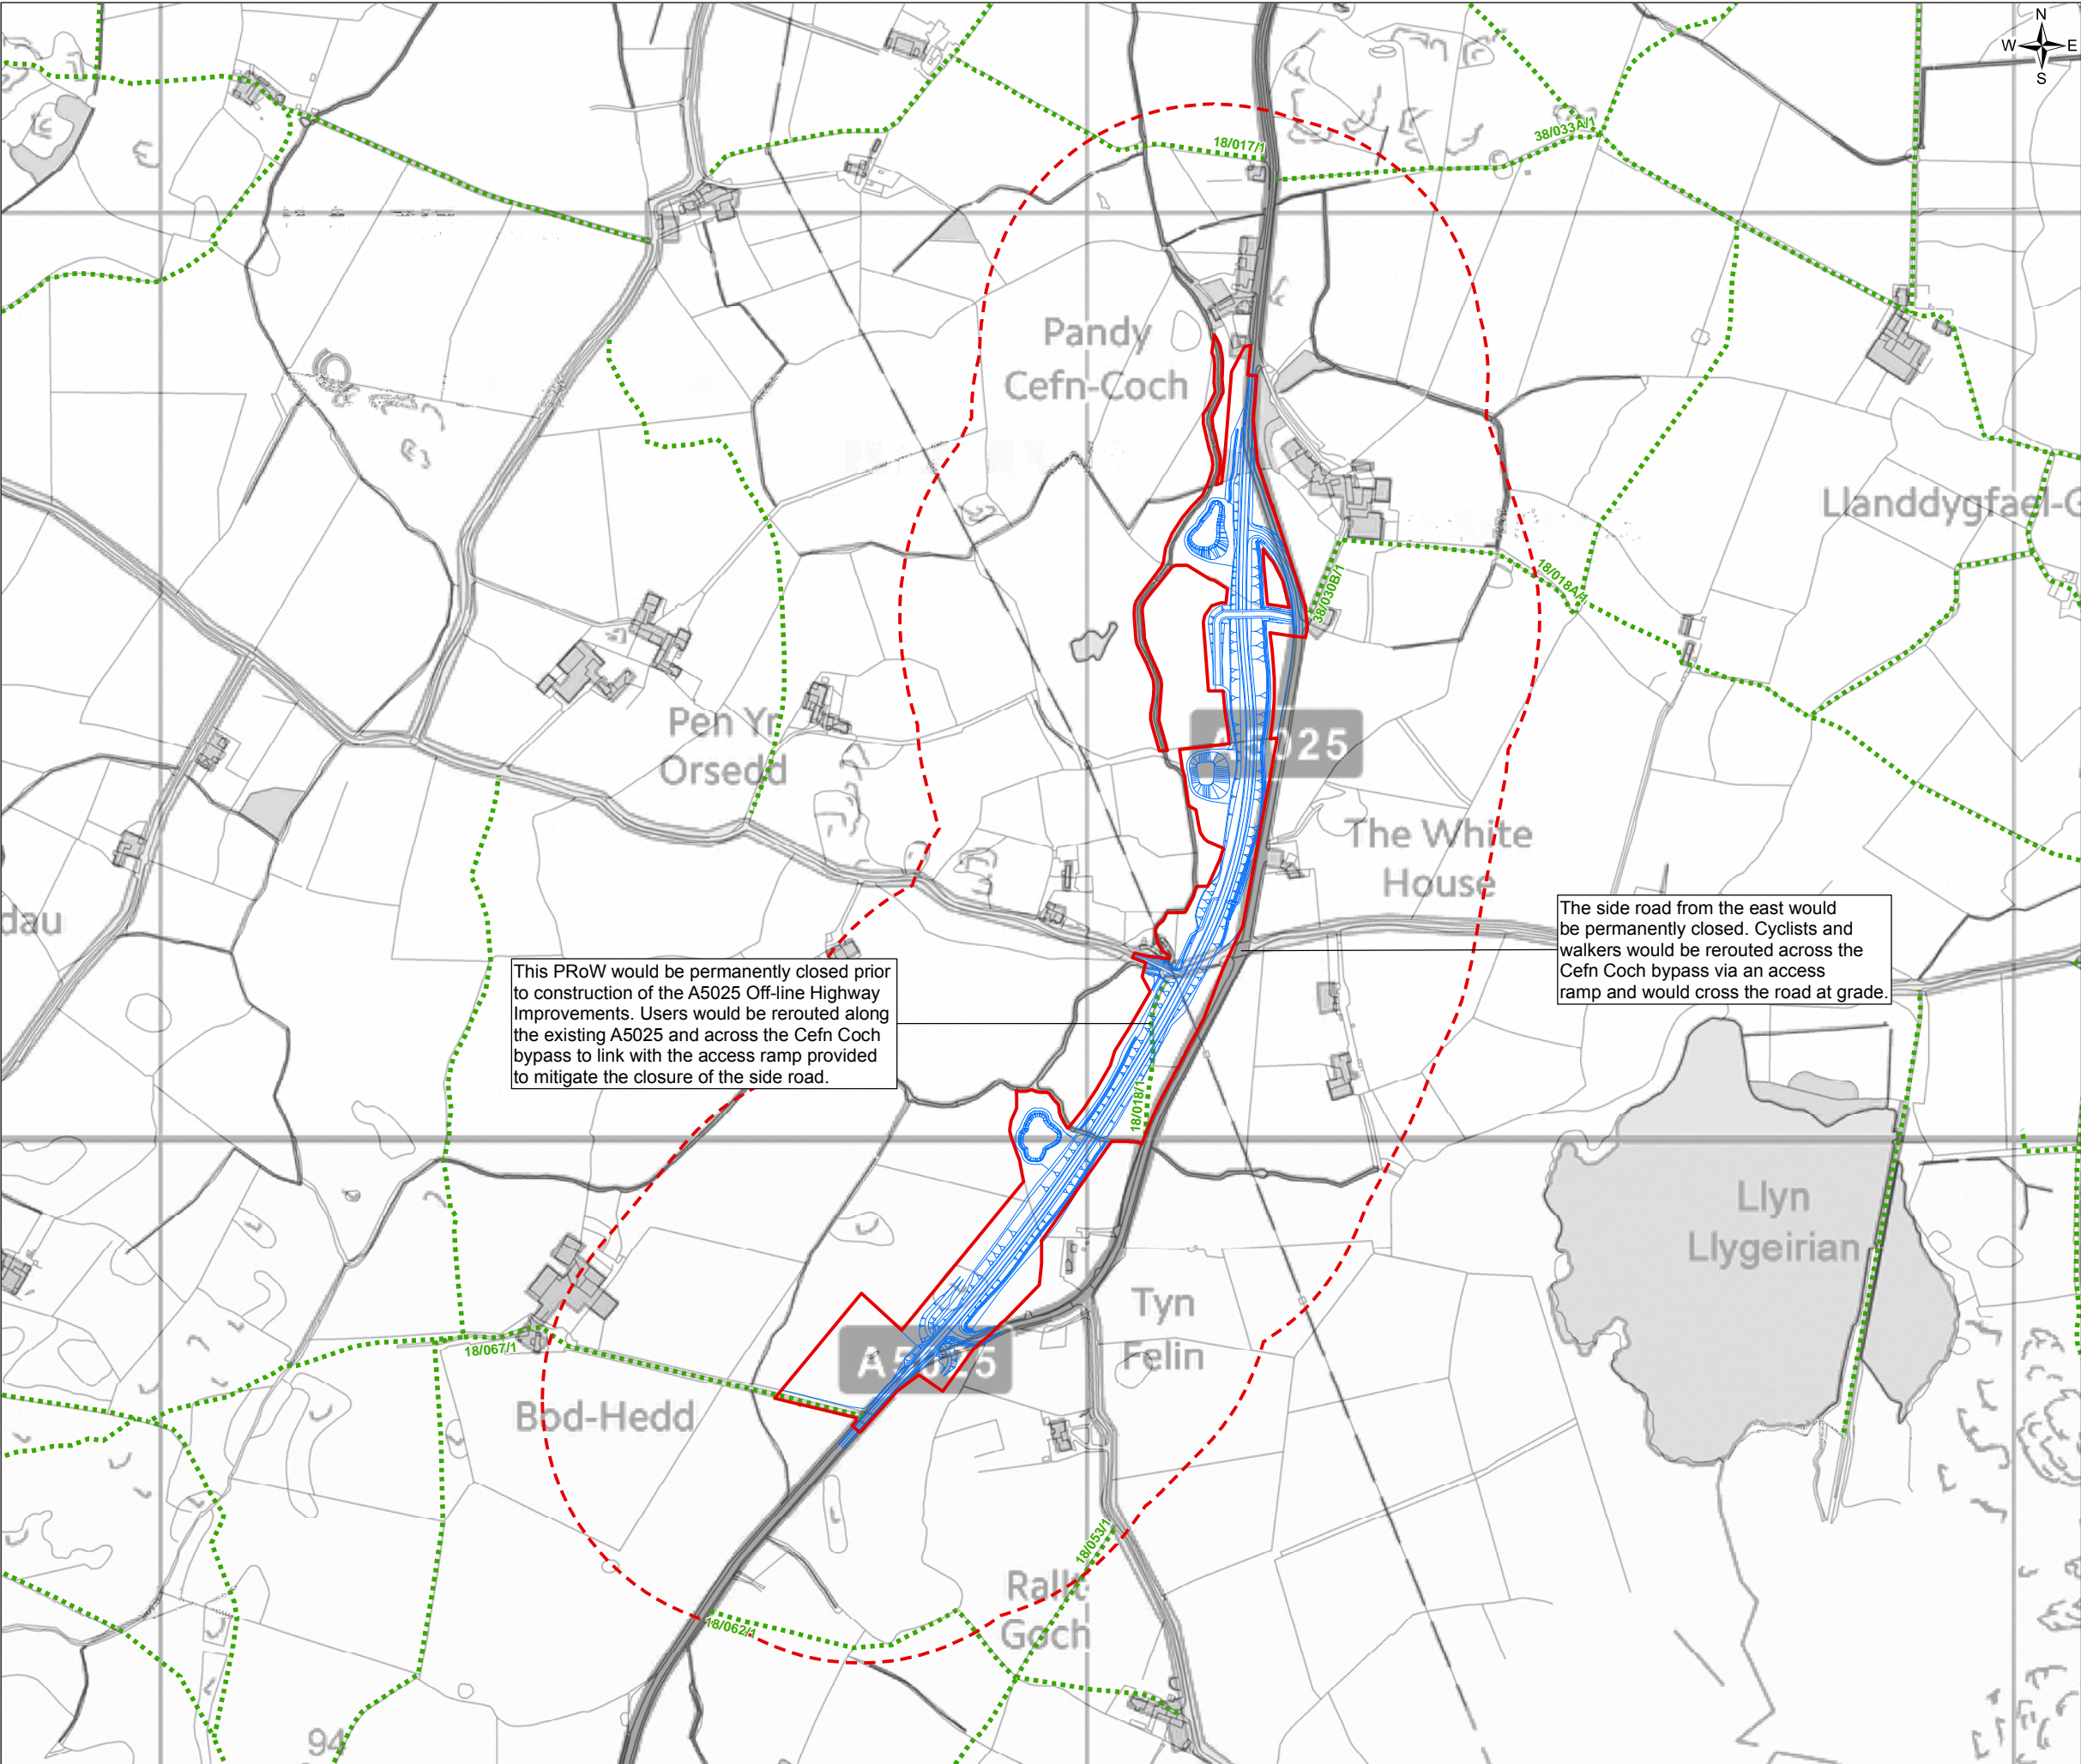 N
W E
S
18/017/1
38/033A/1
Pandy
Cefn-Coch
Llanddygfael-G
18/018A/1
38/030B/1
Pen Yr
Orsedd
A5025
The White
House
dau
The side road from the east would
be permanently closed. Cyclists and
walkers would be rerouted across the
Cefn Coch bypass via an access
ramp and would cross the road at grade.
This PRoW would be permanently closed prior
to construction of the A5025 Off-line Highway
Improvements. Users would be rerouted along
the existing A5025 and across the Cefn Coch
bypass to link with the access ramp provided
to mitigate the closure of the side road.
18/018/1
Llyn
Llygeirian
Tyn
Felin
18/067/1
A5025
Bod-Hedd
18/053/1
Rallt
Goch
18/062/1
94